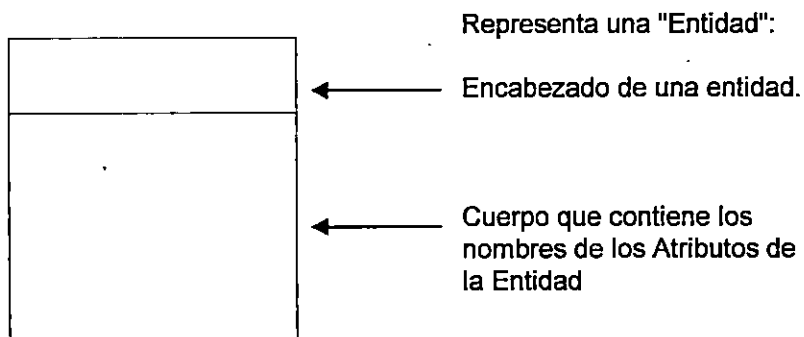 Representa una "Entidad":
Encabezado de una entidad.
Cuerpo que contiene los
nombres de los Atributos de
la Entidad